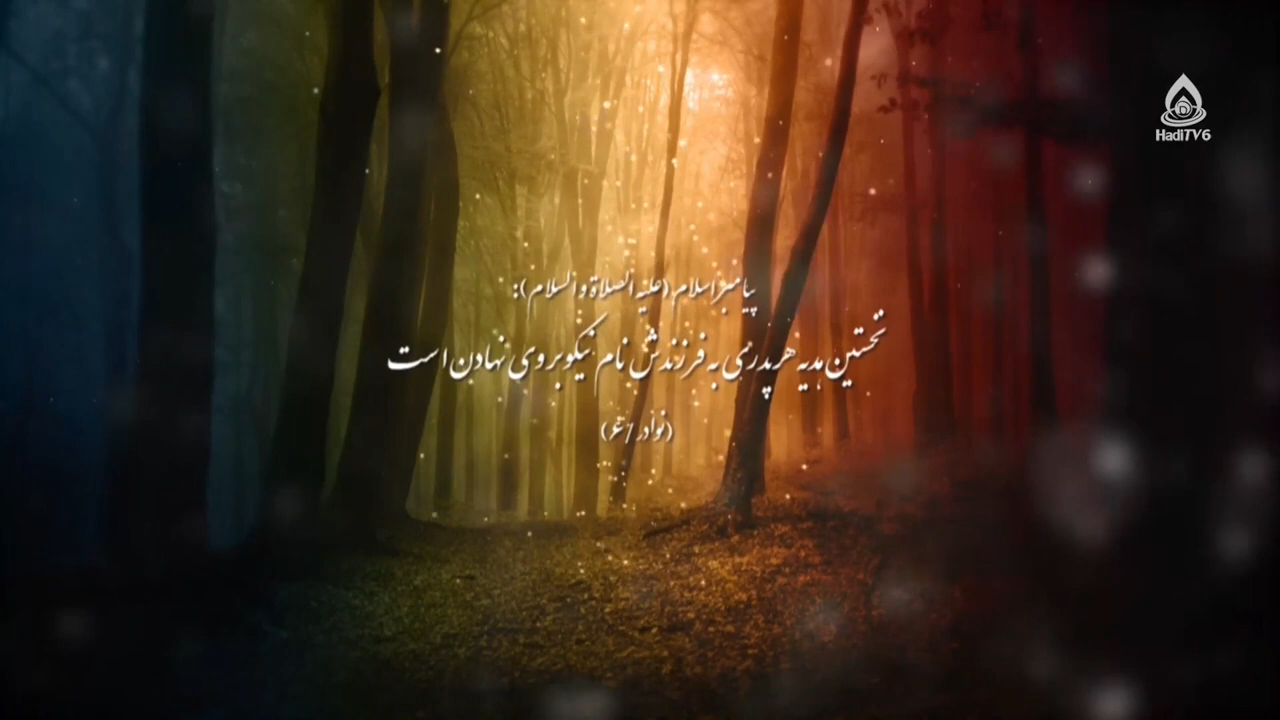 HadiTV6
پیامبر اسلام (علیه الصلاة والسلام):
نخستین هدیه هر پدری به فرزندش نام نیکو بر وی نهادن است
(نوادر/ ۶)